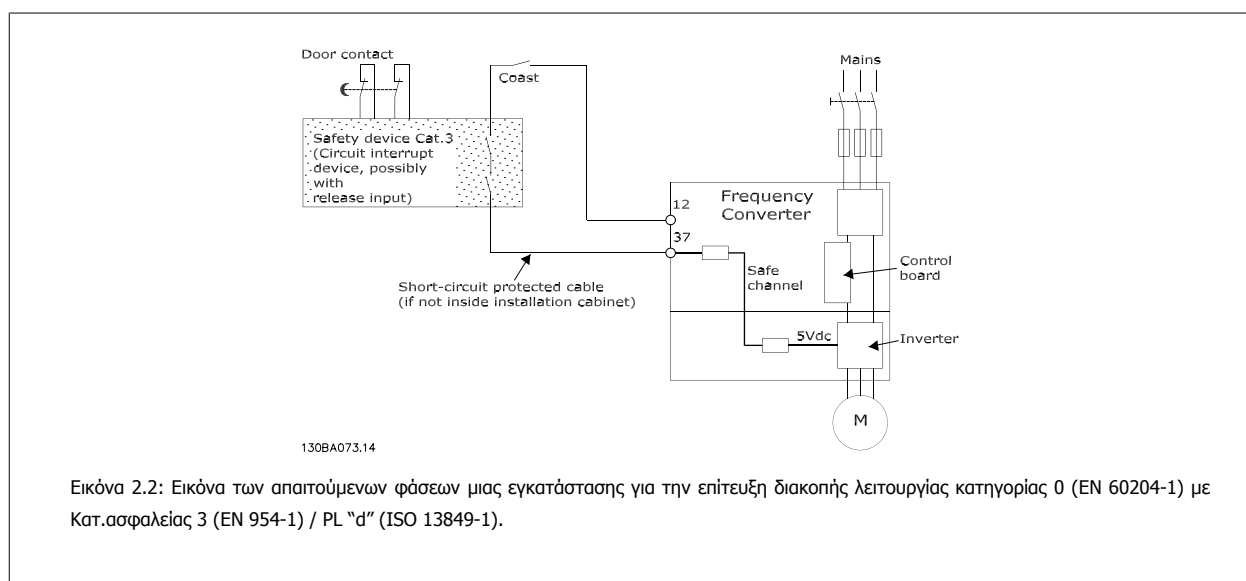 Door contact
Coast
Mains
Safety device Cat.3
(Circuit interrupt
device, possibly
with
release input)
12
Frequency
Converter
37
Safe
channel
Control
board
Short-circuit protected cable
(if not inside installation cabinet)
5Vdc
Inverter
M
130BA073.14
Εικόνα 2.2: Εικόνα των απαιτούμενων φάσεων μιας εγκατάστασης για την επίτευξη διακοπής λειτουργίας κατηγορίας 0 (EN 60204-1) με
Κατ.ασφαλείας 3 (EN 954-1) / PL “d” (ISO 13849-1).